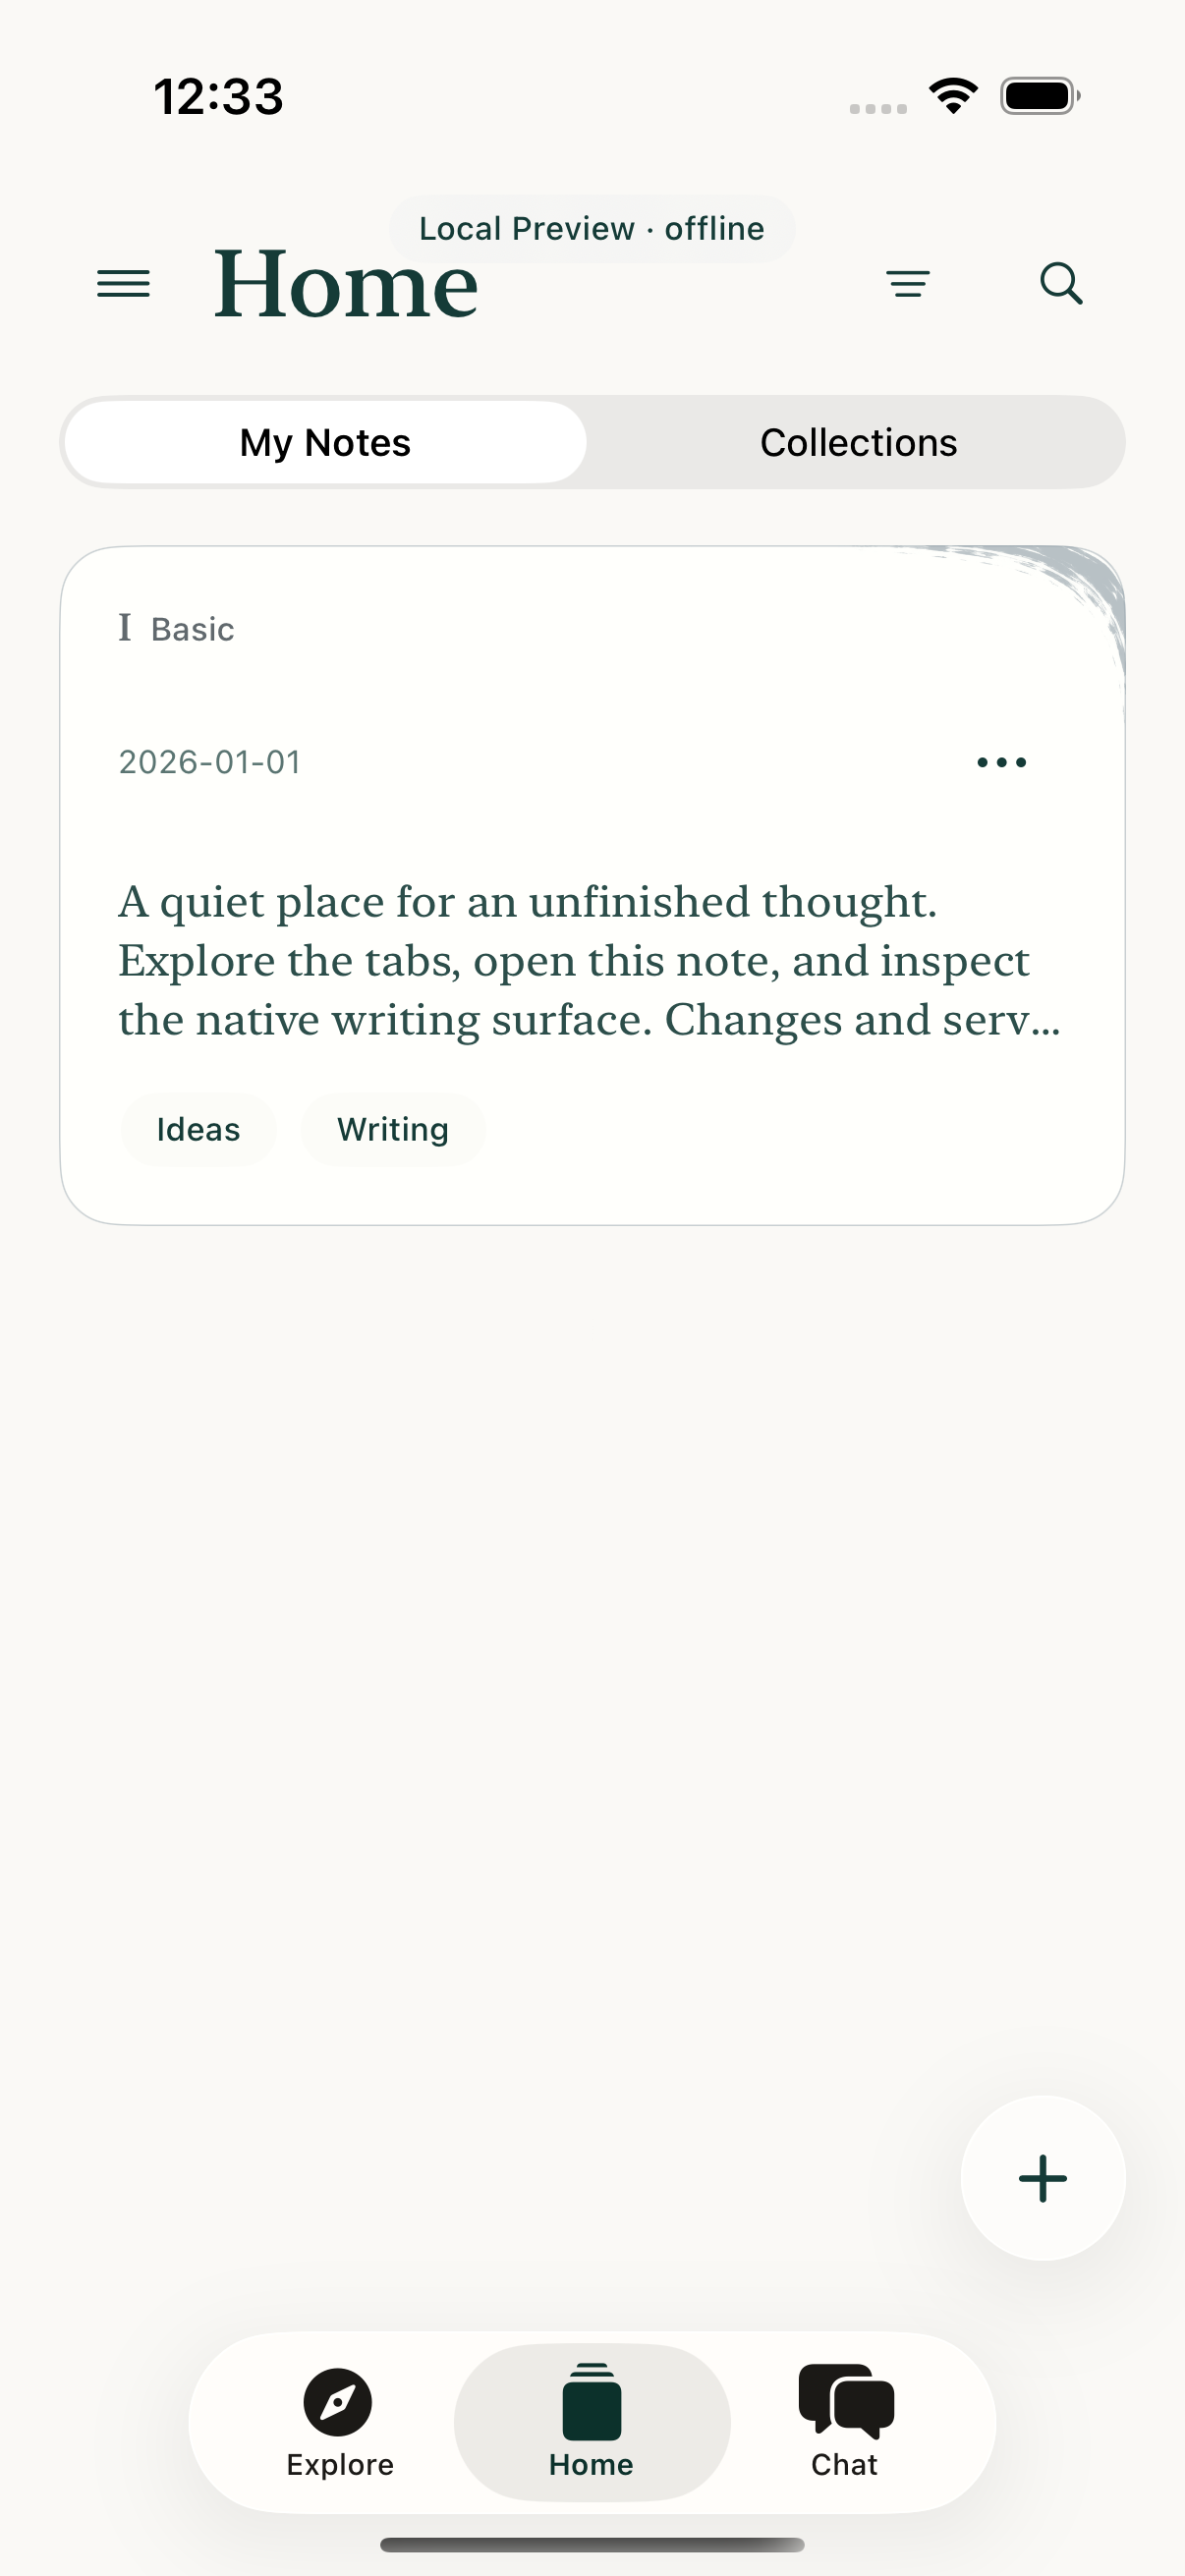 12:33
Local Preview · offline
Home
My Notes
Collections
I Basic
2026-01-01
A quiet place for an unfinished thought.
Explore the tabs, open this note, and inspect
the native writing surface. Changes and serv...
Ideas
Writing
Explore
Home
Chat